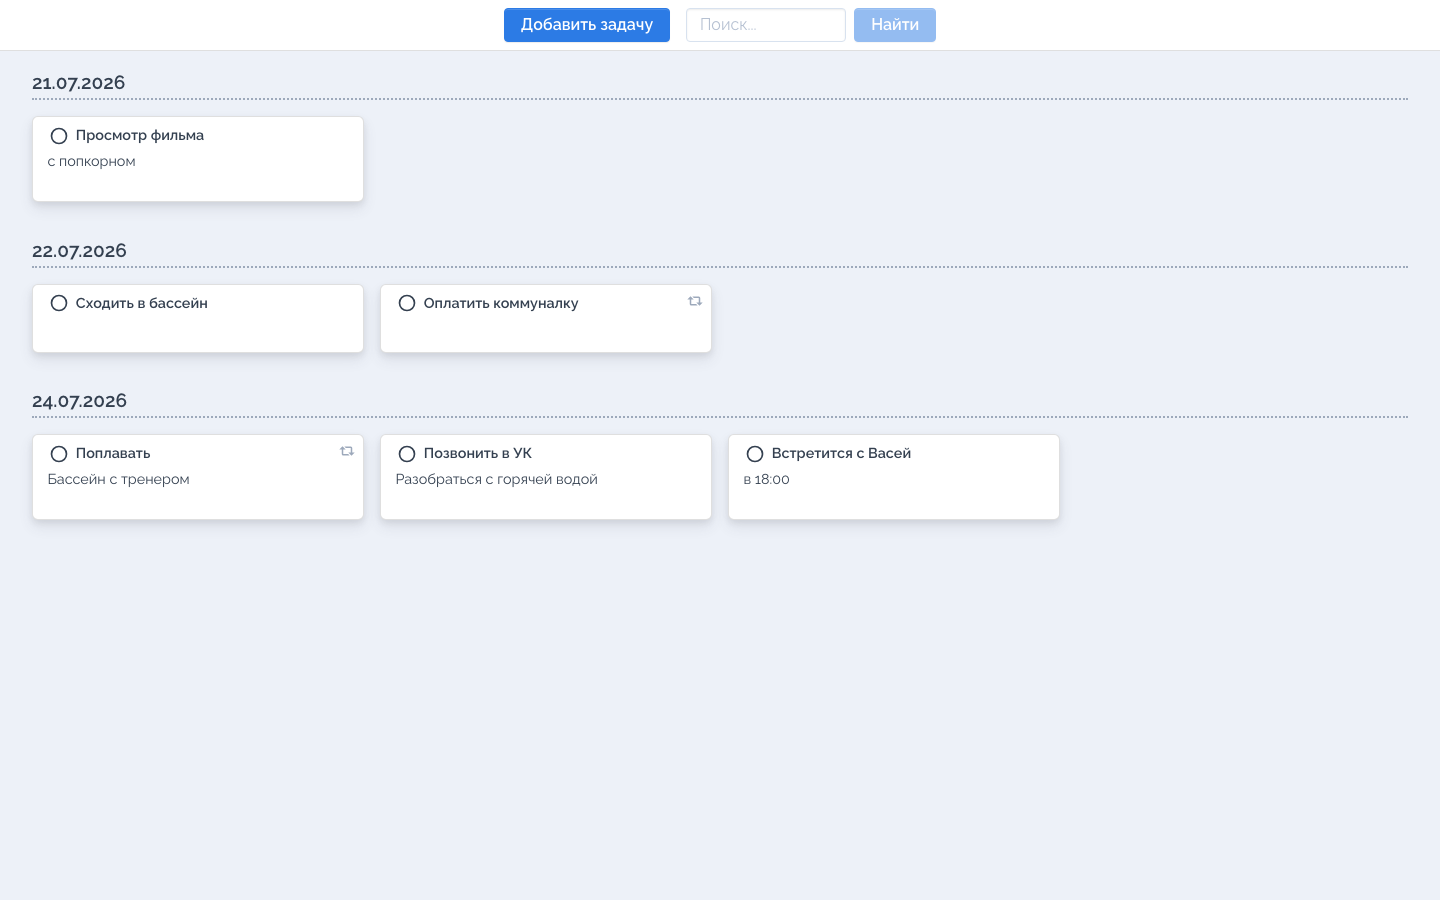 Добавить задачу Поиск... Найти
21.07.2026
Просмотр фильма
с попкорном
22.07.2026
Сходить в бассейн Оплатить коммуналку
24.07.2026
Поплавать Позвонить в УК Встретится с Васей
Бассейн с тренером Разобраться с горячей водой в 18:00